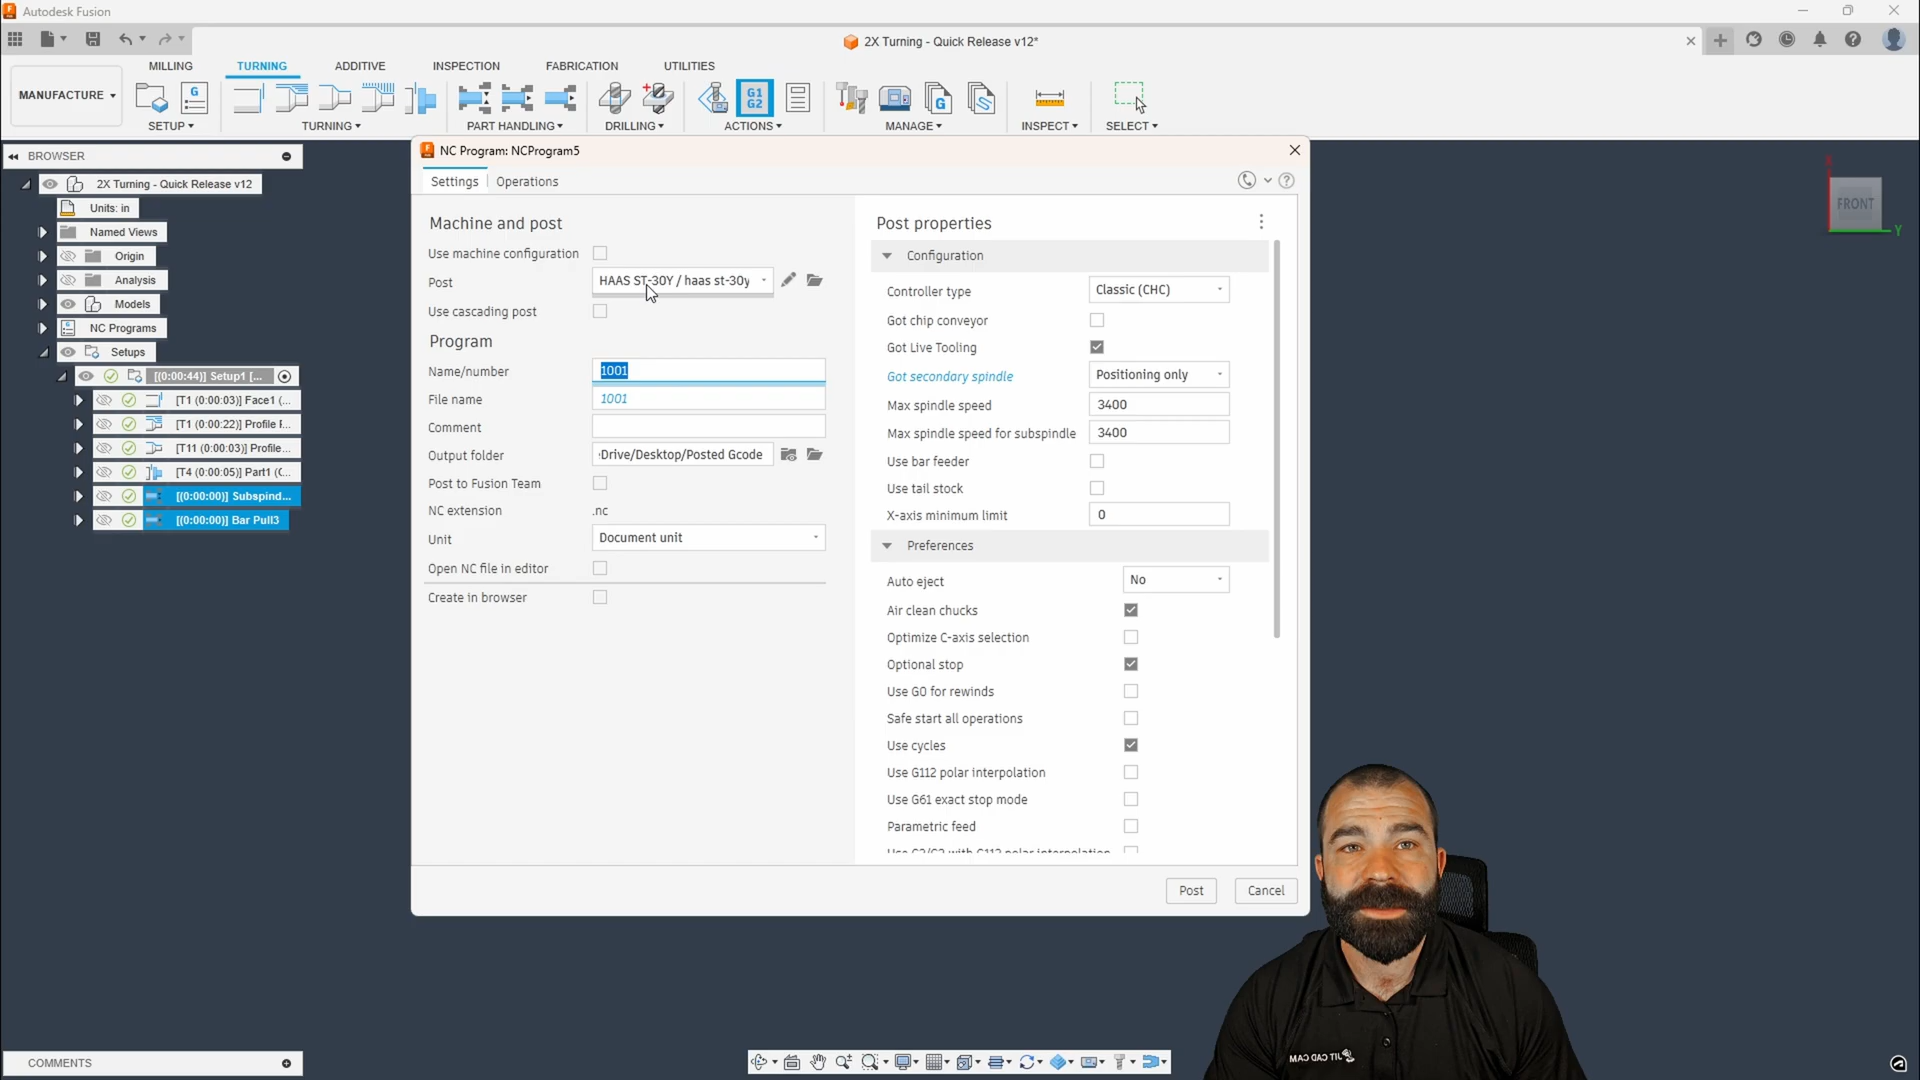 Autodesk Fusion
2X Turning - Quick Release v12*
MILLING
TURNING
ADDITIVE
INSPECTION
FABRICATION
UTILITIES
MANUFACTURE
SETUP
TURNING
PART HANDLING
DRILLING
ACTIONS
MANAGE
INSPECT
SELECT
G1
G2
BROWSER
2X Turning - Quick Release v12
Units: in
Named Views
Origin
Analysis
Models
NC Programs
Setups
[(0:00:44)] Setup1 [...
[T1 (0:00:03)] Face1 (...
[T1 (0:00:22)] Profile F...
[T11 (0:00:03)] Profile...
[T4 (0:00:05)] Part1 (C...
[(0:00:00)] Subspind...
[(0:00:00)] Bar Pull3
NC Program: NCProgram5
Settings
Operations
Machine and post
Use machine configuration
Post
HAAS ST-30Y / haas st-30y
Use cascading post
Program
Name/number
1001
File name
1001
Comment
Output folder
Drive/Desktop/Posted Gcode
Post to Fusion Team
NC extension
.nc
Unit
Document unit
Open NC file in editor
Create in browser
Post properties
Configuration
Controller type
Classic (CHC)
Got chip conveyor
Got Live Tooling
Got secondary spindle
Positioning only
Max spindle speed
3400
Max spindle speed for subspindle
3400
Use bar feeder
Use tail stock
X-axis minimum limit
0
Preferences
Auto eject
No
Air clean chucks
Optimize C-axis selection
Optional stop
Use G0 for rewinds
Safe start all operations
Use cycles
Use G112 polar interpolation
Use G61 exact stop mode
Parametric feed
Post
Cancel
FRONT
Y
COMMENTS